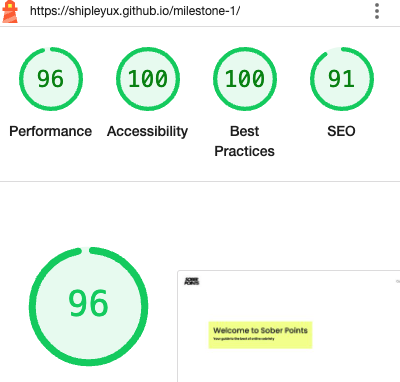 https://shipleyux.github.io/milestone-1/
96 100 100 91
Performance Accessibility Best Practices SEO
96
SOBER
POINTS
Welcome to Sober Points
Your guide to the best of online sobriety